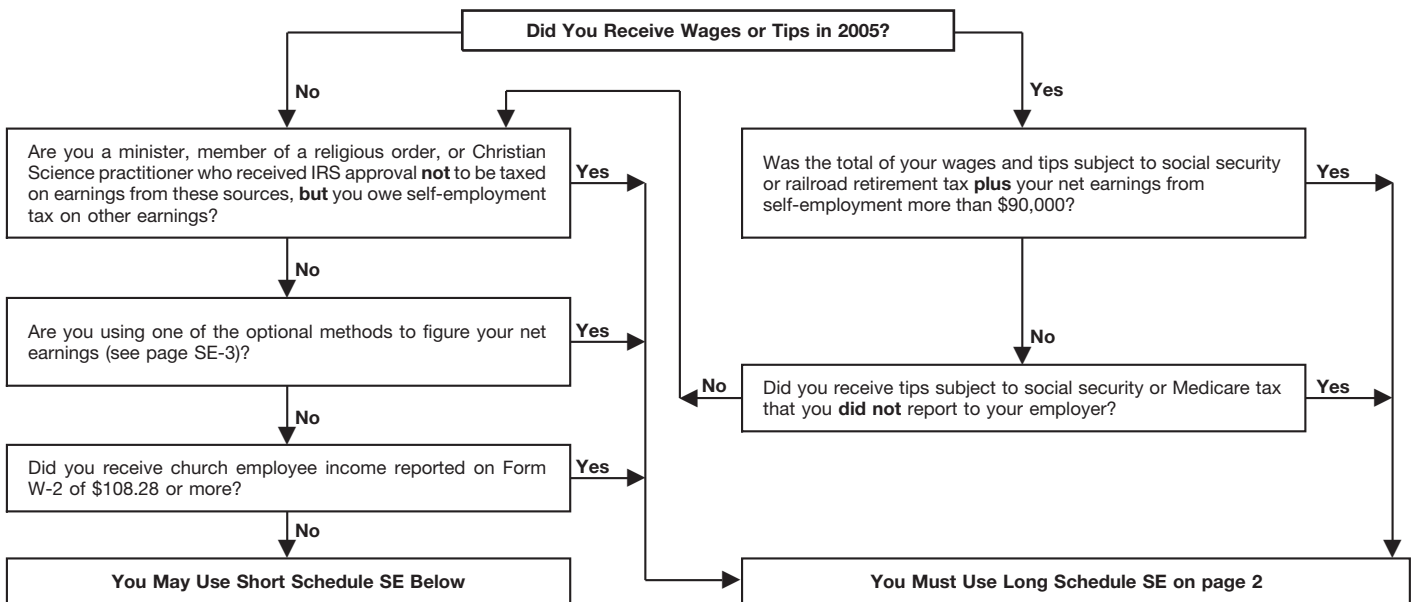 Did You Receive Wages or Tips in 2005?
No
Yes
Are you a minister, member of a religious order, or Christian
Science practitioner who received IRS approval not to be taxed
on earnings from these sources, but you owe self-employment
tax on other earnings?
Yes
Was the total of your wages and tips subject to social security
or railroad retirement tax plus your net earnings from
self-employment more than $90,000?
Yes
No
No
Are you using one of the optional methods to figure your net
earnings (see page SE-3)?
Yes
No
Did you receive tips subject to social security or Medicare tax
that you did not report to your employer?
Yes
No
Did you receive church employee income reported on Form
W-2 of $108.28 or more?
Yes
No
You May Use Short Schedule SE Below
You Must Use Long Schedule SE on page 2